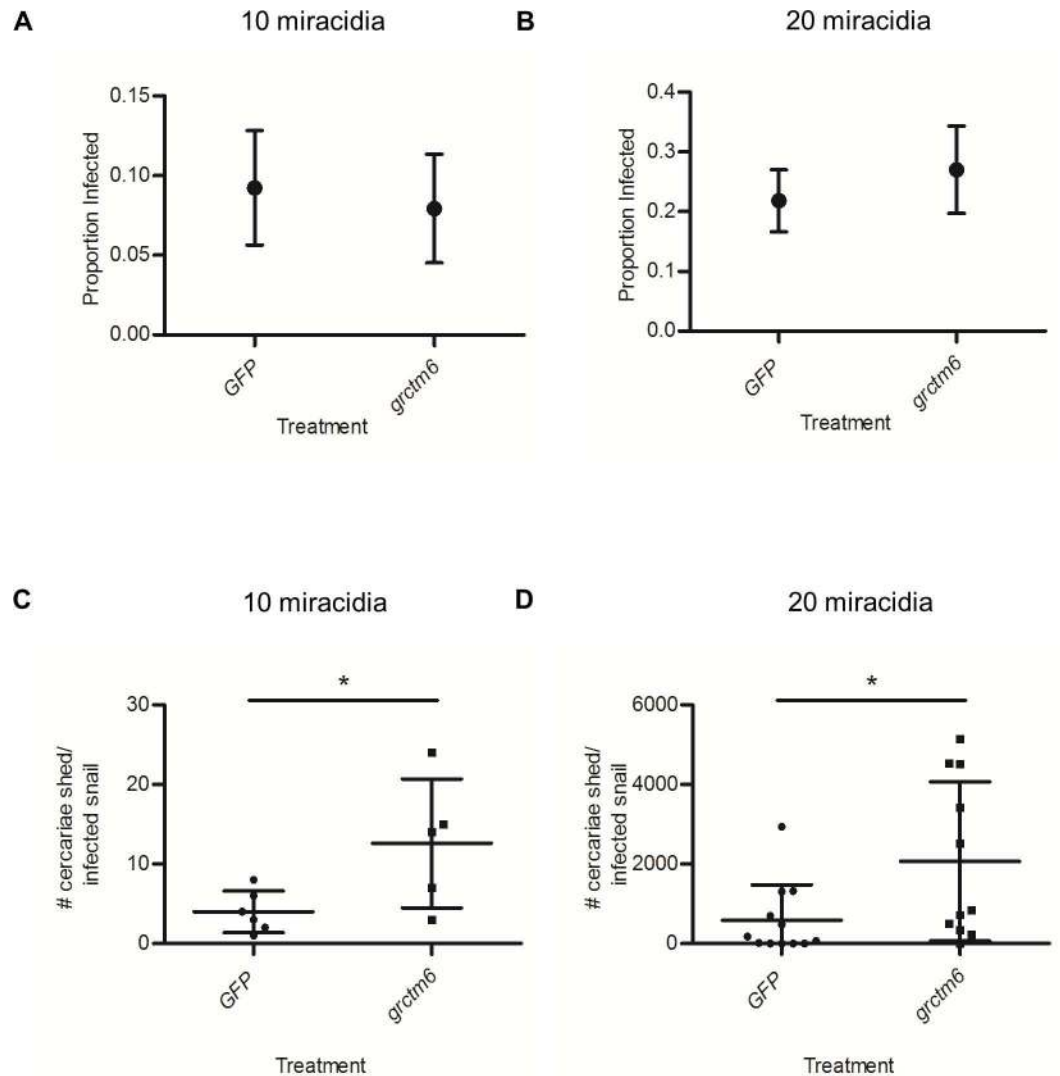 A
10 miracidia
Proportion Infected
0.15
0.10
0.05
0.00
GFP
grctm6
Treatment
B
20 miracidia
Proportion Infected
0.4
0.3
0.2
0.1
0.0
GFP
grctm6
Treatment
C
10 miracidia
# cercariae shed/
infected snail
30
20
10
0
*
GFP
grctm6
Treatment
D
20 miracidia
# cercariae shed/
infected snail
6000
4000
2000
0
*
GFP
grctm6
Treatment